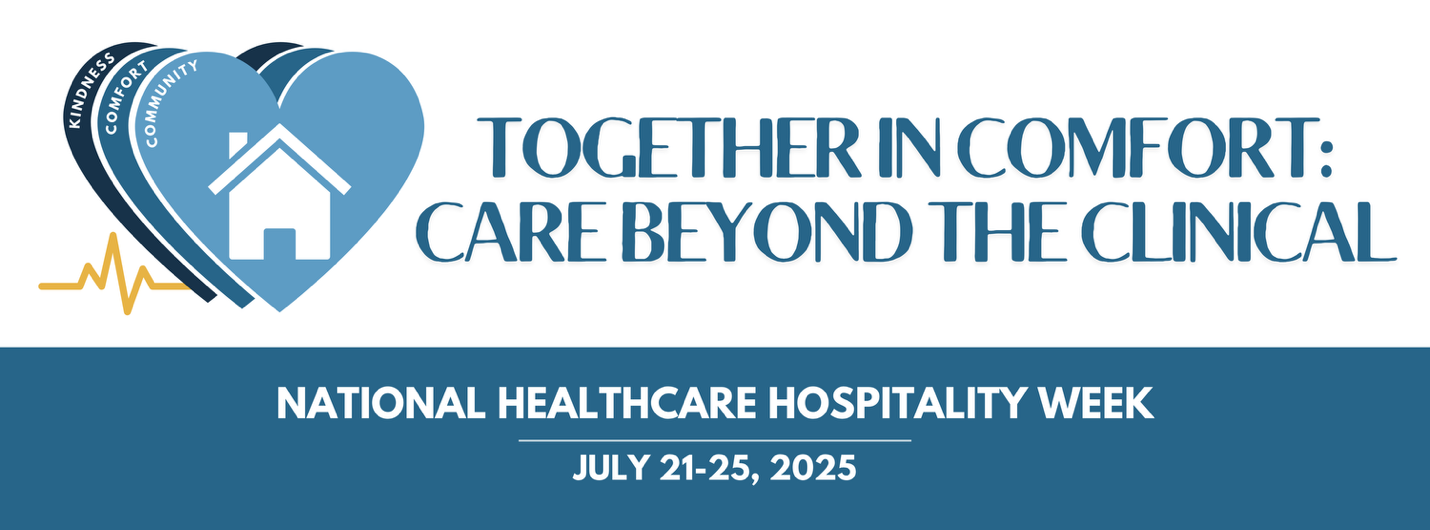 KINDNESS
COMFORT
COMMUNITY
TOGETHER IN COMFORT:
CARE BEYOND THE CLINICAL
NATIONAL HEALTHCARE HOSPITALITY WEEK
JULY 21-25, 2025